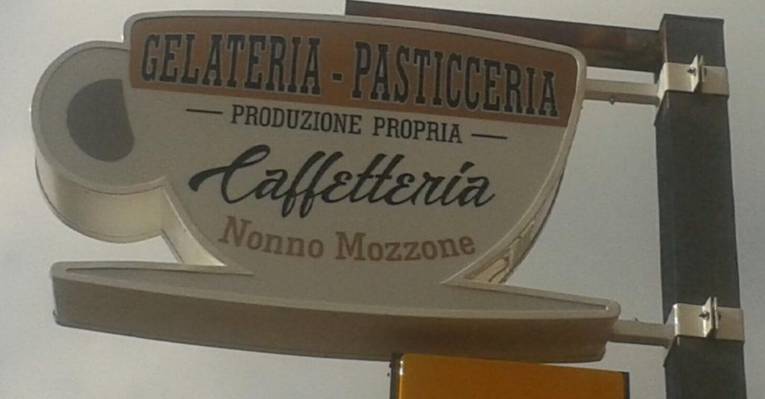 GELATERIA - PASTICCERIA
PRODUZIONE PROPRIA
Caffetteria
Nonno Mozzone